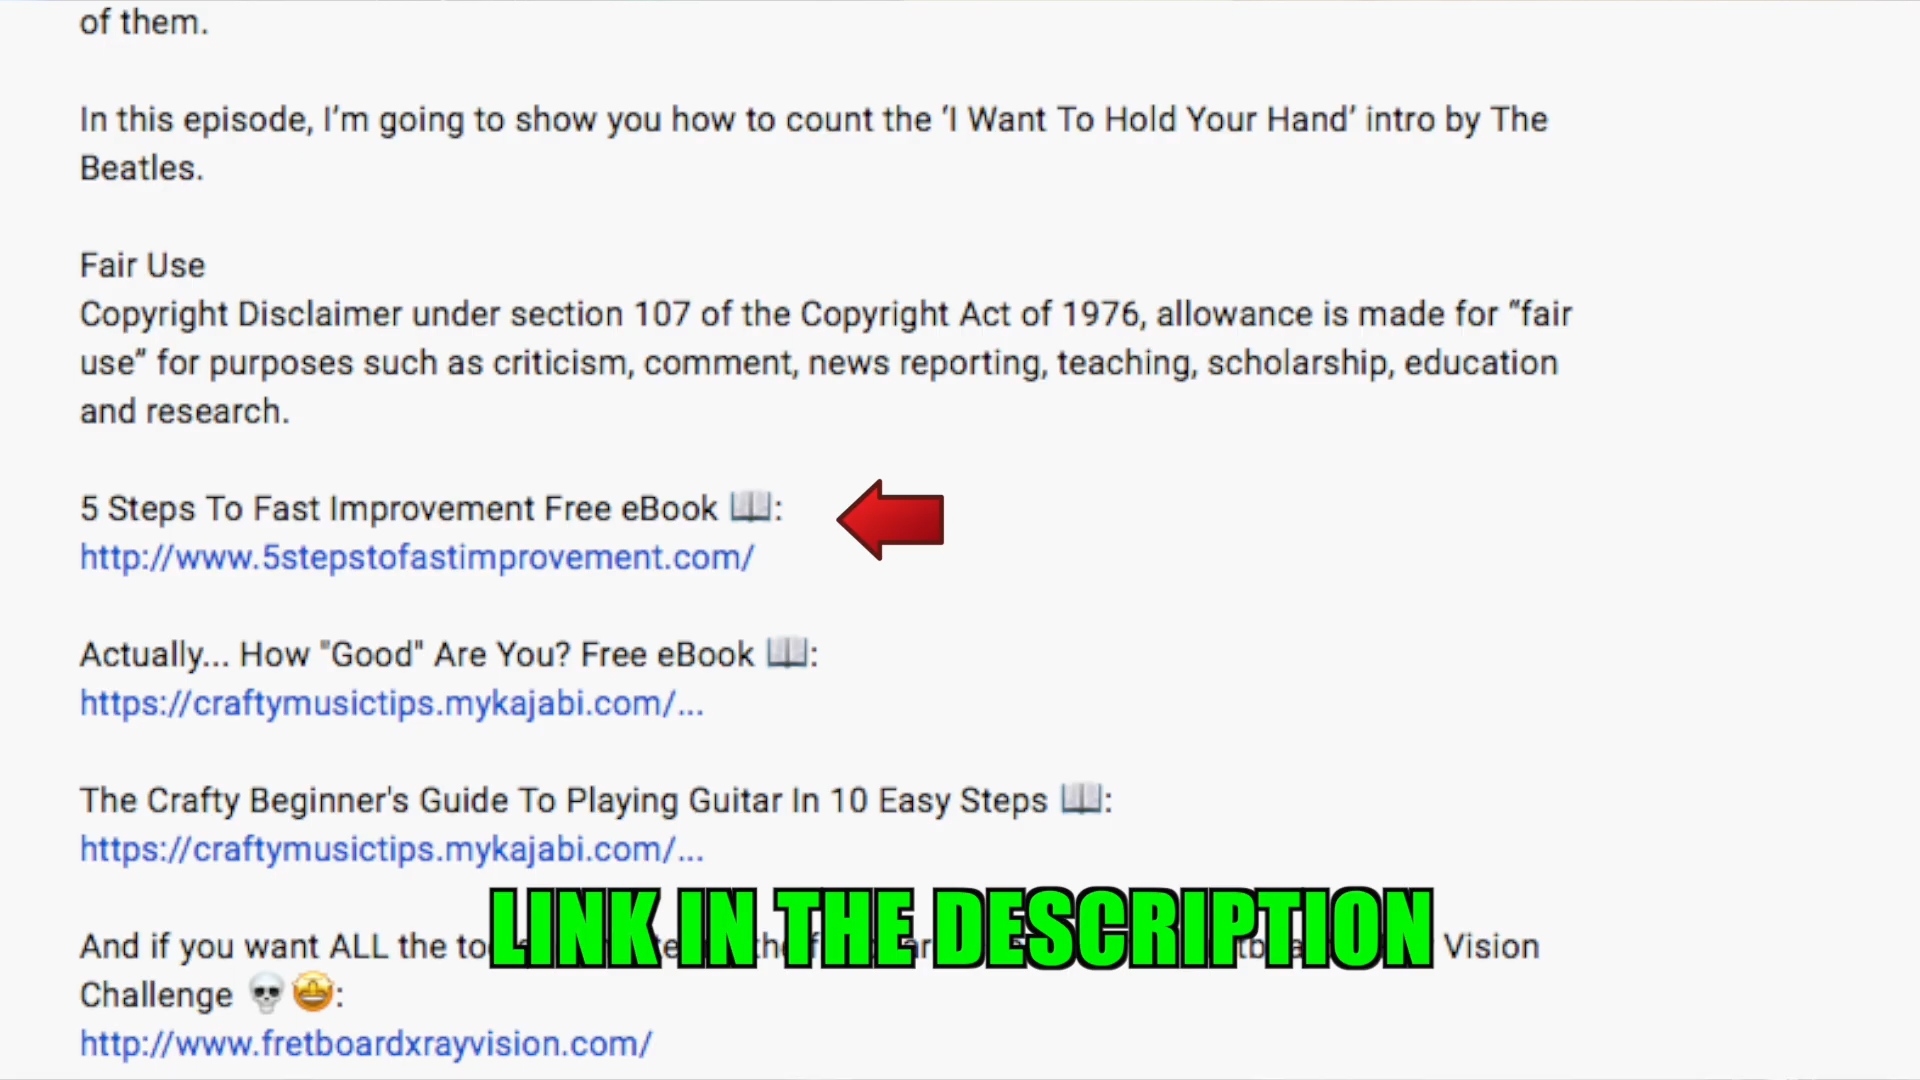 of them.
In this episode, I’m going to show you how to count the ‘I Want To Hold Your Hand’ intro by The
Beatles.
Fair Use
Copyright Disclaimer under section 107 of the Copyright Act of 1976, allowance is made for “fair
use” for purposes such as criticism, comment, news reporting, teaching, scholarship, education
and research.
5 Steps To Fast Improvement Free eBook 📖:
http://www.5stepstofastimprovement.com/
Actually... How "Good" Are You? Free eBook 📖:
https://craftymusictips.mykajabi.com/...
The Crafty Beginner's Guide To Playing Guitar In 10 Easy Steps 📖:
https://craftymusictips.mykajabi.com/...
LINK IN THE DESCRIPTION
And if you want ALL the Vision
Challenge 💀🤩:
http://www.fretboardxrayvision.com/